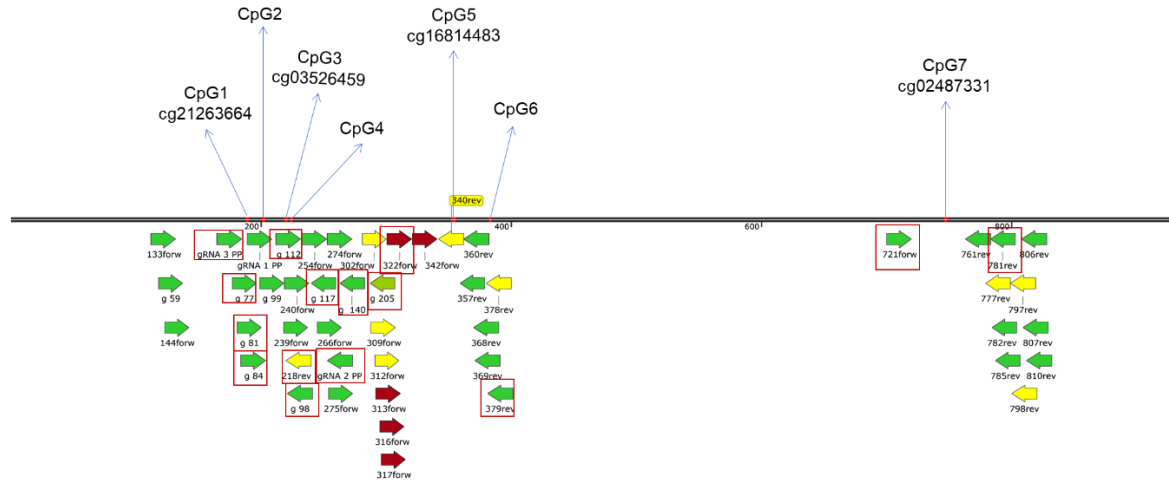 CpG2
CpG5
cg16814483
CpG3
cg03526459
CpG7
cg02487331
CpG1
cg21263664
CpG6
CpG4
340rev
200
400
600
800
133forw
gRNA 3 PP
gRNA 1 PP
g 112
254forw
274forw
302forw
322forw
342forw
360rev
721forw
761rev
781rev
806rev
g 59
g 77
g 99
240forw
g 117
g 140
g 205
357rev
378rev
777rev
797rev
144forw
g 81
239forw
266forw
309forw
368rev
782rev
807rev
g 84
218rev
gRNA 2 PP
312forw
369rev
785rev
810rev
g 98
275forw
313forw
379rev
798rev
316forw
317forw